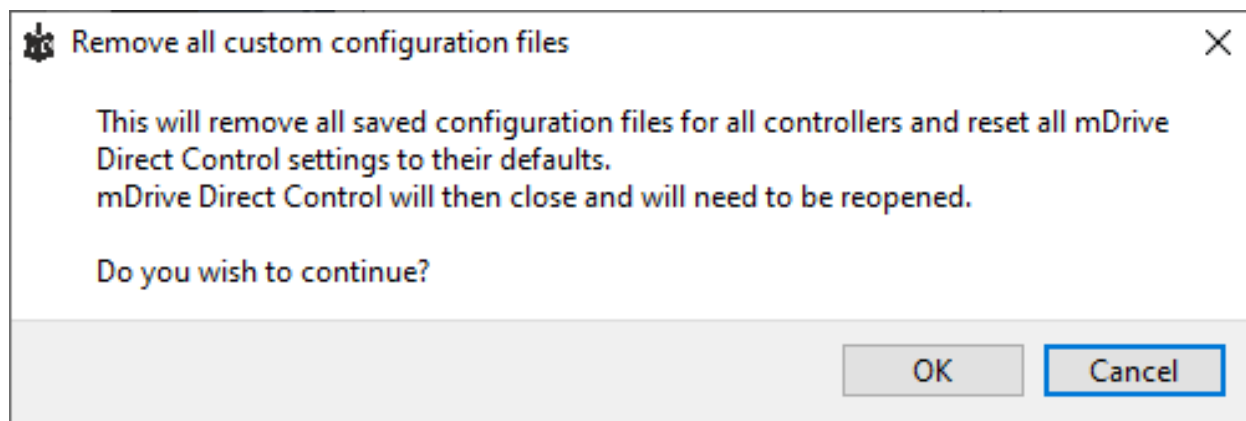 Remove all custom configuration files
This will remove all saved configuration files for all controllers and reset all mDrive
Direct Control settings to their defaults.
mDrive Direct Control will then close and will need to be reopened.
Do you wish to continue?
OK Cancel